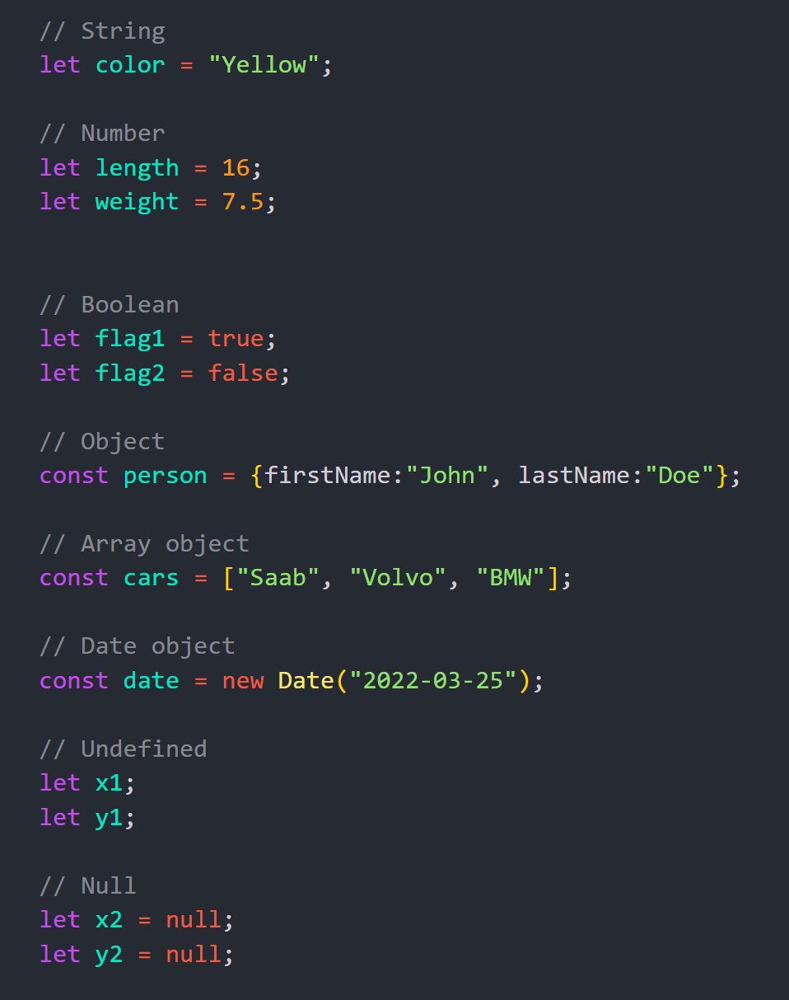 // String
let color = "Yellow";
// Number
let length = 16;
let weight = 7.5;
// Boolean
let flag1 = true;
let flag2 = false;
// Object
const person = {firstName:"John", lastName:"Doe"};
// Array object
const cars = ["Saab", "Volvo", "BMW"];
// Date object
const date = new Date("2022-03-25");
// Undefined
let x1;
let y1;
// Null
let x2 = null;
let y2 = null;